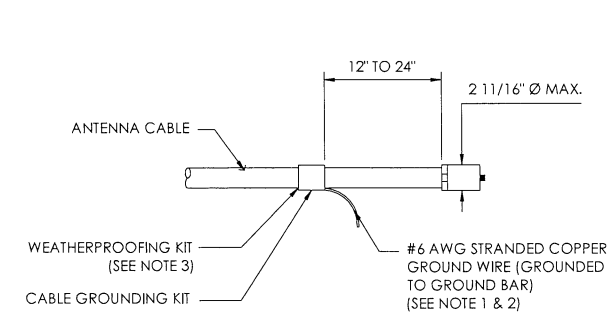 12" TO 24"
2 11/16" Ø MAX.
ANTENNA CABLE
WEATHERPROOFING KIT
(SEE NOTE 3)
CABLE GROUNDING KIT
#6 AWG STRANDED COPPER
GROUND WIRE (GROUNDED
TO GROUND BAR)
(SEE NOTE 1 & 2)